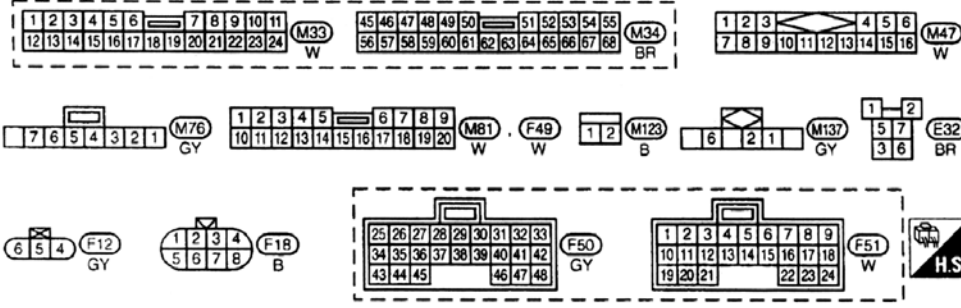 1 2 3 4 5 6 7 8 9 10 11
12 13 14 15 16 17 18 19 20 21 22 23 24
M33
W
45 46 47 48 49 50 51 52 53 54 55
56 57 58 59 60 61 62 63 64 65 66 67 68
M34
BR
1 2 3 4 5 6
7 8 9 10 11 12 13 14 15 16
M47
W
7 6 5 4 3 2 1
M76
GY
1 2 3 4 5 6 7 8 9
10 11 12 13 14 15 16 17 18 19 20
M81 , F49
W W
1 2
M123
B
6 2 1
M137
GY
1 2
5 7
3 6
E32
BR
6 5 4
F12
GY
1 2 3 4
5 6 7 8
F18
B
25 26 27 28 29 30 31 32 33
34 35 36 37 38 39 40 41 42
43 44 45 46 47 48
F50
GY
1 2 3 4 5 6 7 8 9
10 11 12 13 14 15 16 17 18
19 20 21 22 23 24
F51
W
H.S